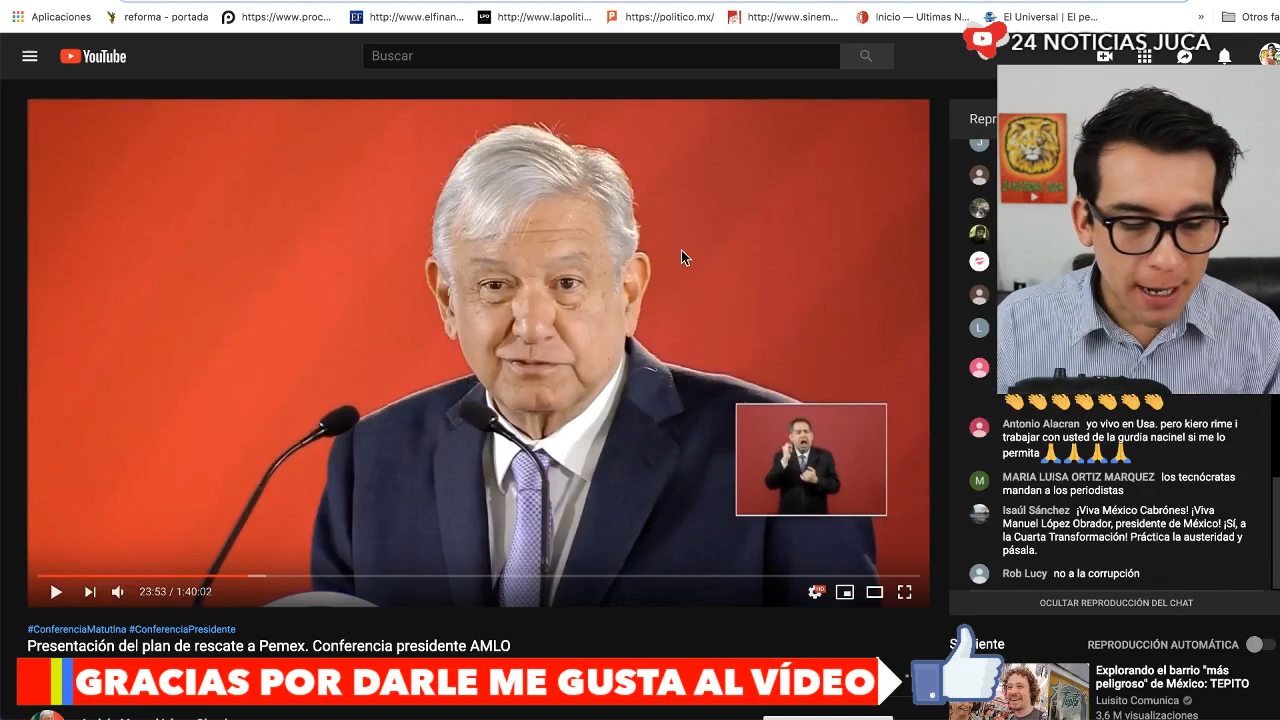 Aplicaciones
reforma - portada
https://www.proc...
http://www.elfinan...
http://www.lapoliti...
https://politico.mx/
http://www.sinem...
Inicio — Ultimas N...
El Universal | El pe...
»
Otros fa
24 NOTICIAS JUCA
YouTube
Buscar
Repr
Antonio Alacran yo vivo en Usa. pero kiero rime i
trabajar con usted de la gurdia nacinel si me lo
permita 🙏🙏🙏🙏
M
MARIA LUISA ORTIZ MARQUEZ los tecnócratas
mandan a los periodistas
Isaúl Sánchez ¡Viva México Cabrónes! ¡Viva
Manuel López Obrador, presidente de México! ¡Sí, a
la Cuarta Transformación! Práctica la austeridad y
pásala.
Rob Lucy no a la corrupción
OCULTAR REPRODUCCIÓN DEL CHAT
23:53 / 1:40:02
HD
#ConferenciaMatutina #ConferenciaPresidente
Presentación del plan de rescate a Pemex. Conferencia presidente AMLO
GRACIAS POR DARLE ME GUSTA AL VÍDEO
REPRODUCCIÓN AUTOMÁTICA
Explorando el barrio "más
peligroso" de México: TEPITO
Luisito Comunica
3,6 M visualizaciones